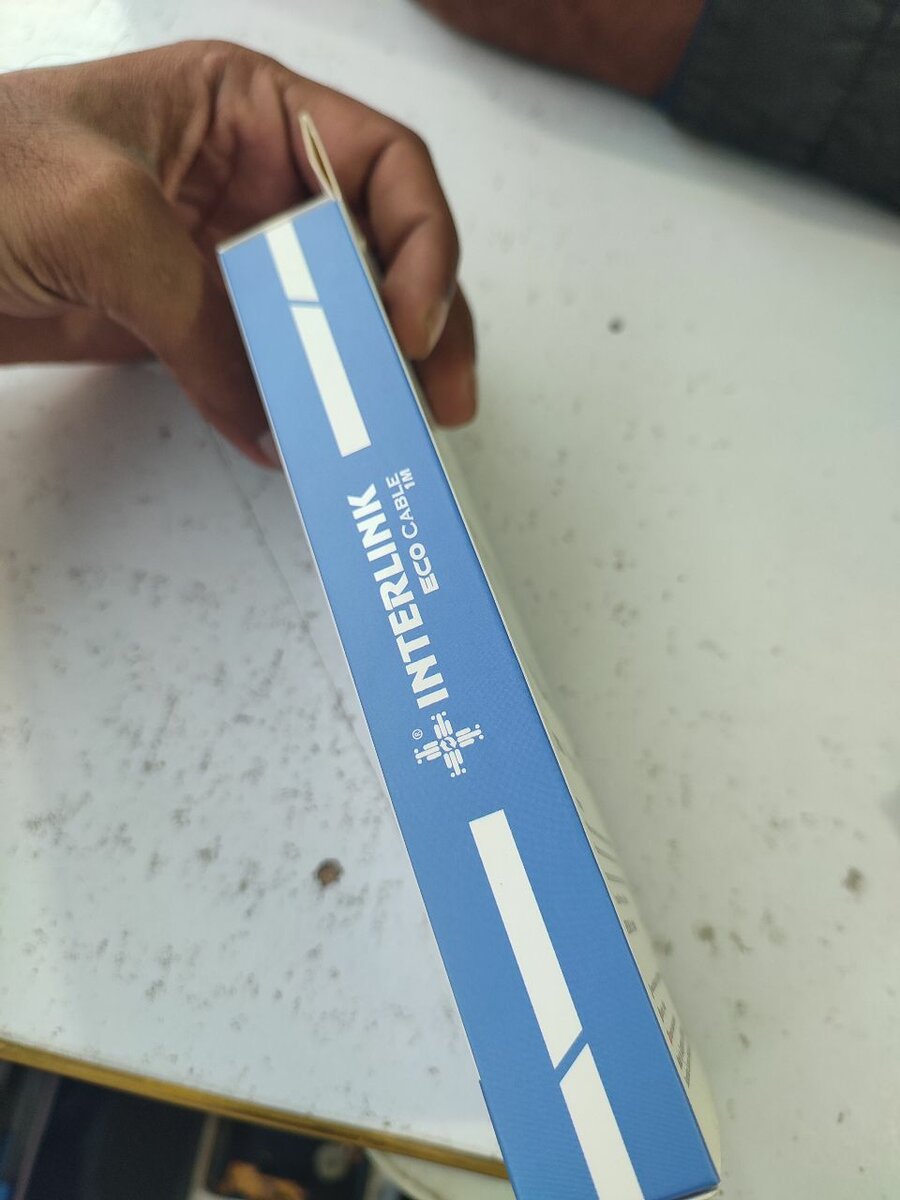 ®
INTERLINK
ECO CABLE
1M